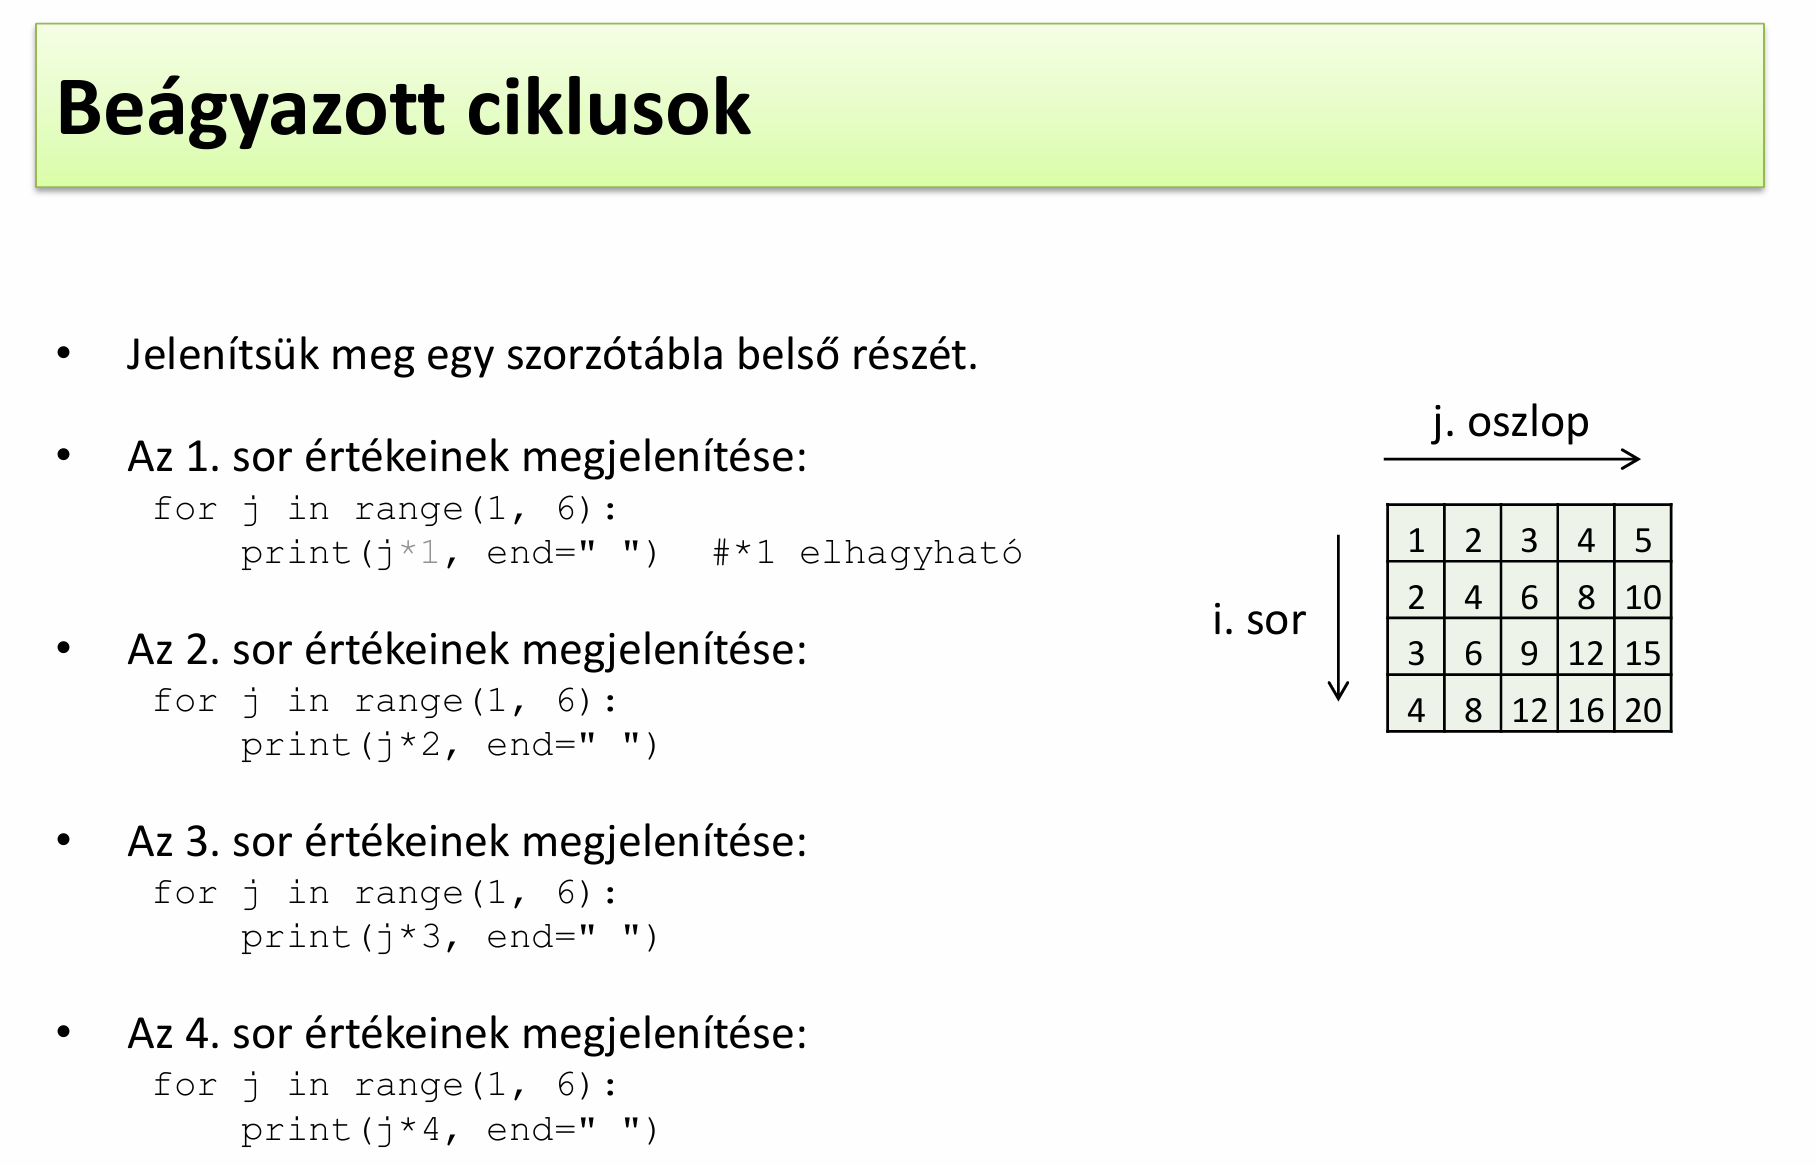 Beágyazott ciklusok
• Jelenítsük meg egy szorzótábla belső részét.
• Az 1. sor értékeinek megjelenítése:
for j in range(1, 6):
    print(j*1, end=" ")  #*1 elhagyható
• Az 2. sor értékeinek megjelenítése:
for j in range(1, 6):
    print(j*2, end=" ")
• Az 3. sor értékeinek megjelenítése:
for j in range(1, 6):
    print(j*3, end=" ")
• Az 4. sor értékeinek megjelenítése:
for j in range(1, 6):
    print(j*4, end=" ")
j. oszlop
i. sor
1 2 3 4 5
2 4 6 8 10
3 6 9 12 15
4 8 12 16 20